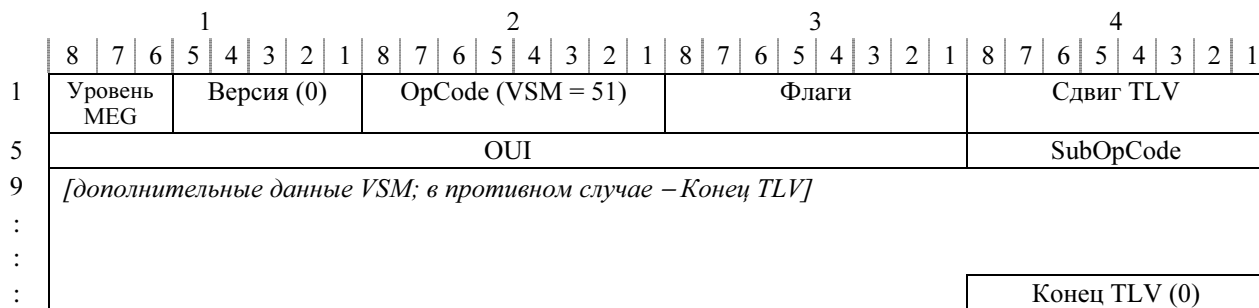 1 2 3 4
8 7 6 5 4 3 2 1 8 7 6 5 4 3 2 1 8 7 6 5 4 3 2 1 8 7 6 5 4 3 2 1
1 Уровень MEG Версия (0) OpCode (VSM = 51) Флаги Сдвиг TLV
5 OUI SubOpCode
9 [дополнительные данные VSM; в противном случае – Конец TLV]
:
:
: Конец TLV (0)